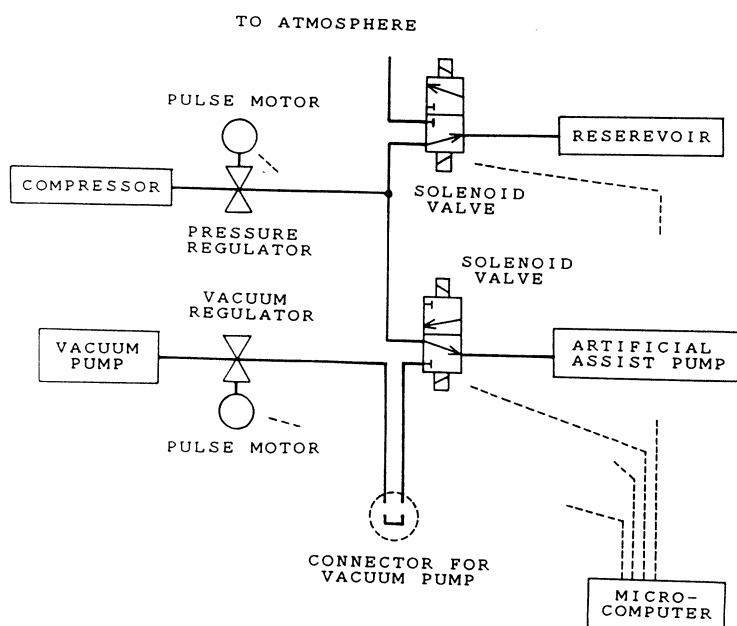 TO ATMOSPHERE
PULSE MOTOR
RESEREVOIR
COMPRESSOR
SOLENOID
VALVE
PRESSURE
REGULATOR
SOLENOID
VALVE
VACUUM
REGULATOR
VACUUM
PUMP
ARTIFICIAL
ASSIST PUMP
PULSE MOTOR
CONNECTOR FOR
VACUUM PUMP
MICRO-
COMPUTER